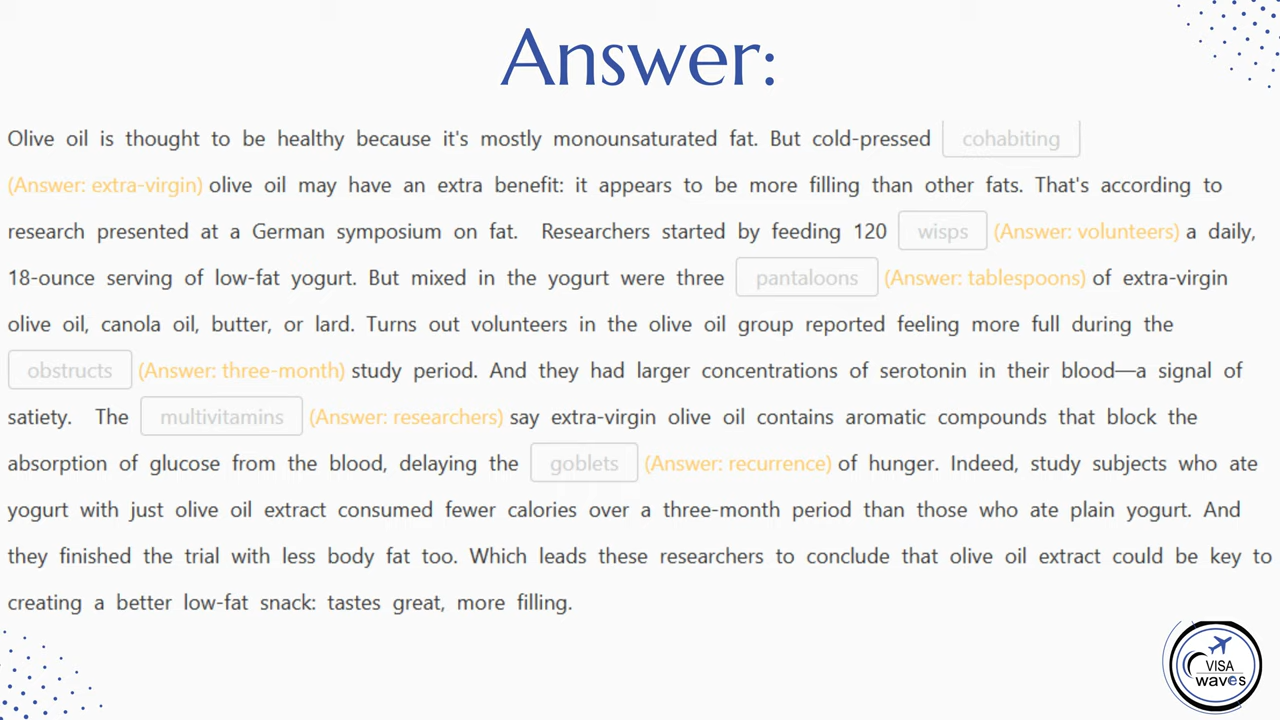 Answer:
Olive oil is thought to be healthy because it's mostly monounsaturated fat. But cold-pressed cohabiting
(Answer: extra-virgin) olive oil may have an extra benefit: it appears to be more filling than other fats. That's according to
research presented at a German symposium on fat. Researchers started by feeding 120 wisps (Answer: volunteers) a daily,
18-ounce serving of low-fat yogurt. But mixed in the yogurt were three pantaloons (Answer: tablespoons) of extra-virgin
olive oil, canola oil, butter, or lard. Turns out volunteers in the olive oil group reported feeling more full during the
obstructs (Answer: three-month) study period. And they had larger concentrations of serotonin in their blood—a signal of
satiety. The multivitamins (Answer: researchers) say extra-virgin olive oil contains aromatic compounds that block the
absorption of glucose from the blood, delaying the goblets (Answer: recurrence) of hunger. Indeed, study subjects who ate
yogurt with just olive oil extract consumed fewer calories over a three-month period than those who ate plain yogurt. And
they finished the trial with less body fat too. Which leads these researchers to conclude that olive oil extract could be key to
creating a better low-fat snack: tastes great, more filling.
VISA
waves